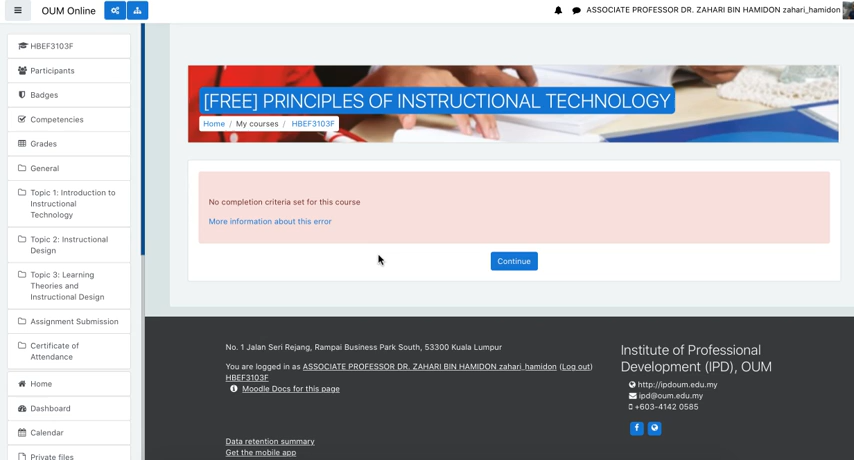 OUM Online
ASSOCIATE PROFESSOR DR. ZAHARI BIN HAMIDON zahari_hamidon
HBEF3103F
Participants
Badges
Competencies
Grades
General
Topic 1: Introduction to
Instructional
Technology
Topic 2: Instructional
Design
Topic 3: Learning
Theories and
Instructional Design
Assignment Submission
Certificate of
Attendance
Home
Dashboard
Calendar
Private files
[FREE] PRINCIPLES OF INSTRUCTIONAL TECHNOLOGY
Home / My courses / HBEF3103F
No completion criteria set for this course
More information about this error
Continue
No. 1 Jalan Seri Rejang, Rampai Business Park South, 53300 Kuala Lumpur
You are logged in as ASSOCIATE PROFESSOR DR. ZAHARI BIN HAMIDON zahari_hamidon (Log out)
HBEF3103F
Moodle Docs for this page
Data retention summary
Get the mobile app
Institute of Professional
Development (IPD), OUM
http://ipdoum.edu.my
ipd@oum.edu.my
+603-4142 0585